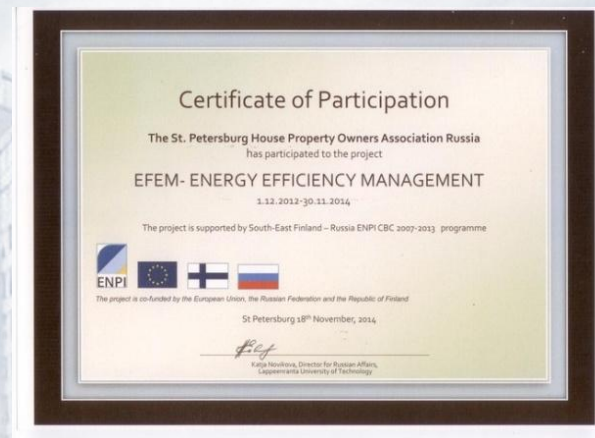 Certificate of Participation
The St. Petersburg House Property Owners Association Russia
has participated to the project
EFEM- ENERGY EFFICIENCY MANAGEMENT
1.12.2012-30.11.2014
The project is supported by South-East Finland – Russia ENPI CBC 2007-2013 programme
ENPI
The project is co-funded by the European Union, the Russian Federation and the Republic of Finland
St Petersburg 18th November, 2014
Katja Novikova, Director for Russian Affairs,
Lappeenranta University of Technology